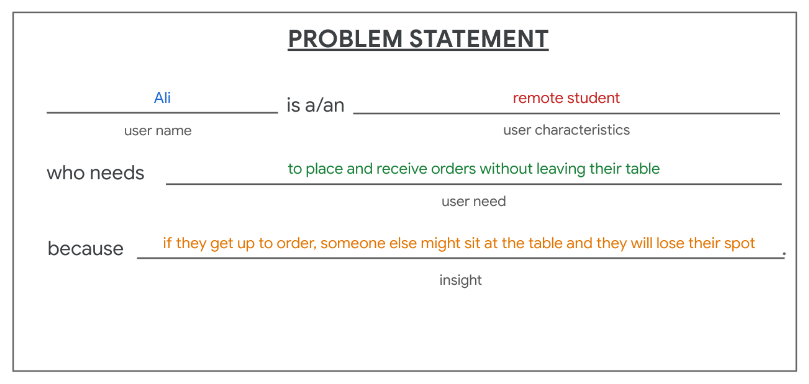 PROBLEM STATEMENT
Ali is a/an remote student
user name user characteristics
who needs to place and receive orders without leaving their table
user need
because if they get up to order, someone else might sit at the table and they will lose their spot.
insight